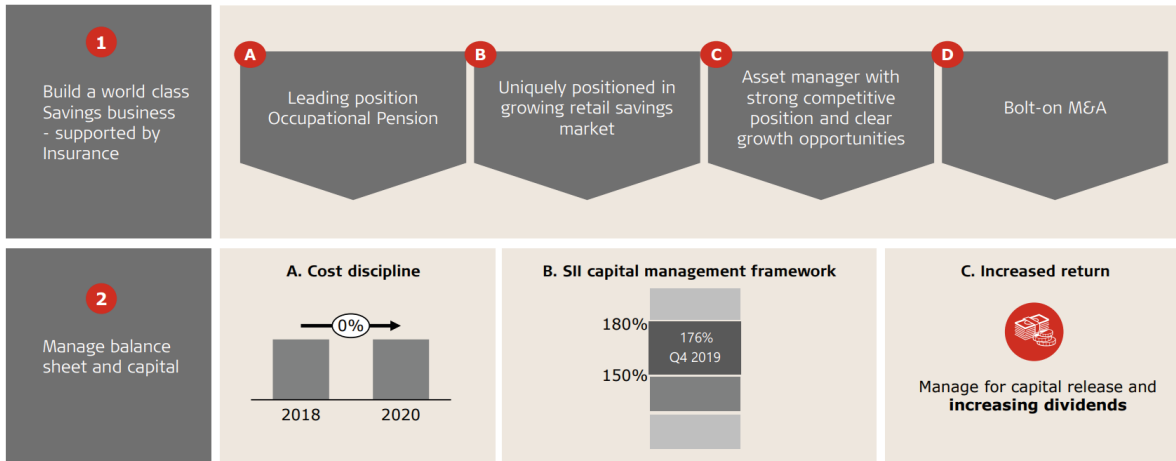 1
Build a world class
Savings business
- supported by
Insurance
A
Leading position
Occupational Pension
B
Uniquely positioned in
growing retail savings
market
C
Asset manager with
strong competitive
position and clear
growth opportunities
D
Bolt-on M&A
2
Manage balance
sheet and capital
A. Cost discipline
0%
2018
2020
B. SII capital management framework
180%
176%
Q4 2019
150%
C. Increased return
Manage for capital release and
increasing dividends